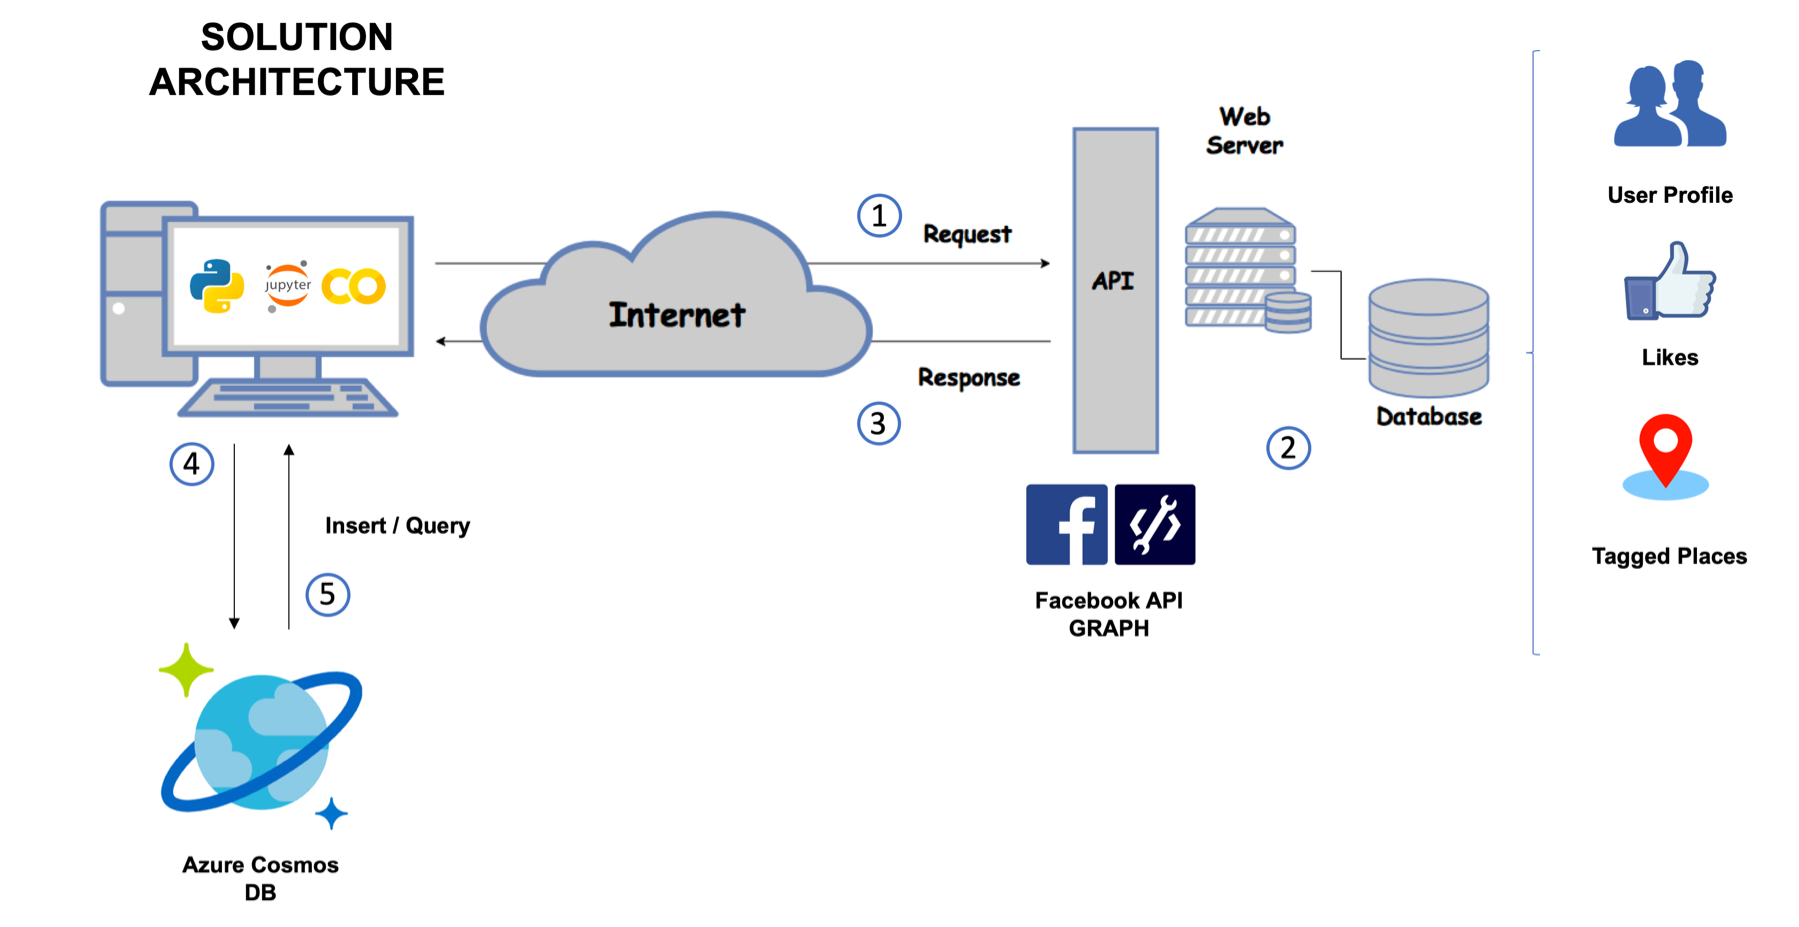 SOLUTION
ARCHITECTURE
Web
Server
User Profile
1
Request
jupyter
CO
Internet
API
Likes
Response
3
Database
2
4
Insert / Query
5
Tagged Places
f
Facebook API
GRAPH
Azure Cosmos
DB